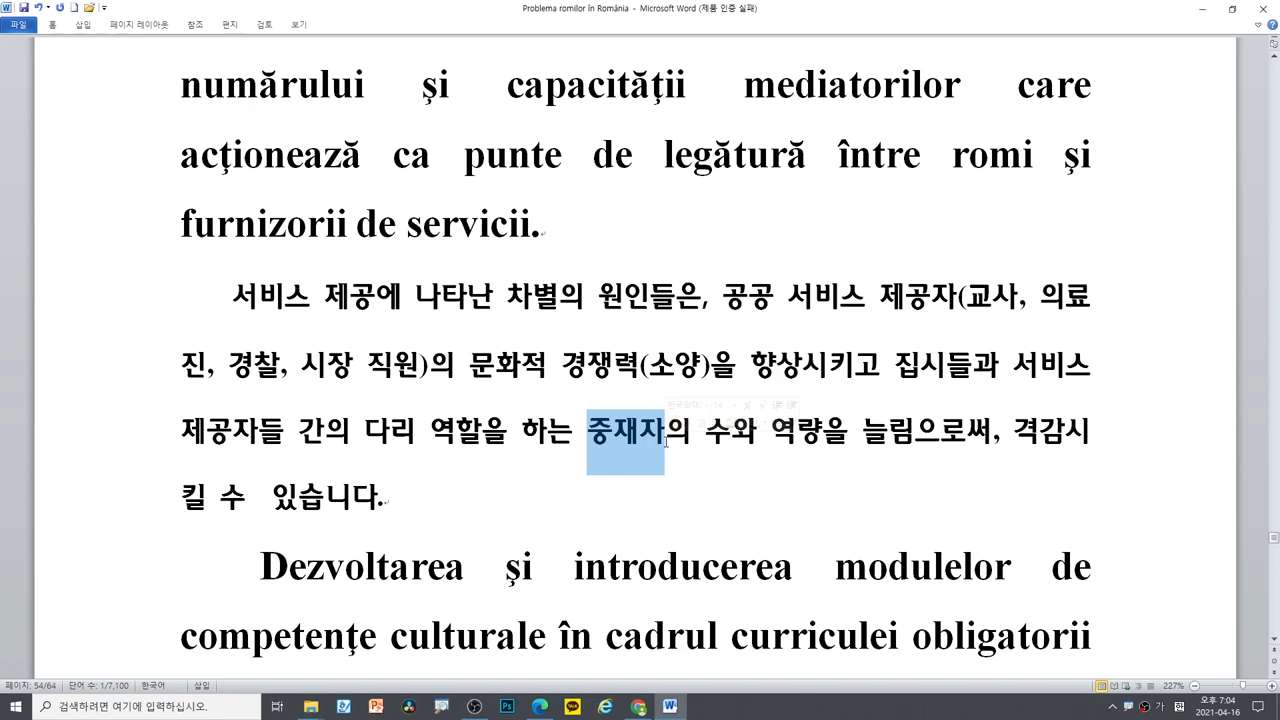 Problema romilor în România - Microsoft Word (제품 인증 실패)
파일 홈 삽입 페이지 레이아웃 참조 편지 검토 보기
numărului şi capacităţii mediatorilor care
acţionează ca punte de legătură între romi şi
furnizorii de servicii.
서비스 제공에 나타난 차별의 원인들은, 공공 서비스 제공자(교사, 의료
진, 경찰, 시장 직원)의 문화적 경쟁력(소양)을 향상시키고 집시들과 서비스
제공자들 간의 다리 역할을 하는 중재자의 수와 역량을 늘림으로써, 격감시
킬 수 있습니다.
Dezvoltarea şi introducerea modulelor de
competenţe culturale în cadrul curriculei obligatorii
페이지: 54/64 단어 수: 1/7,100 한국어 삽입 227%
검색하려면 여기에 입력하십시오. 오후 7:04
2021-04-16